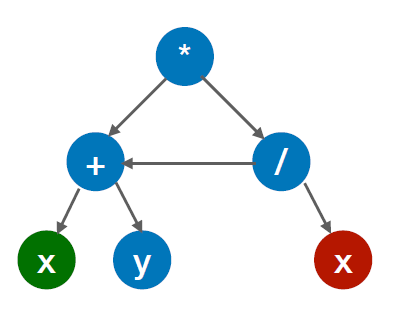 *
+ /
x y x